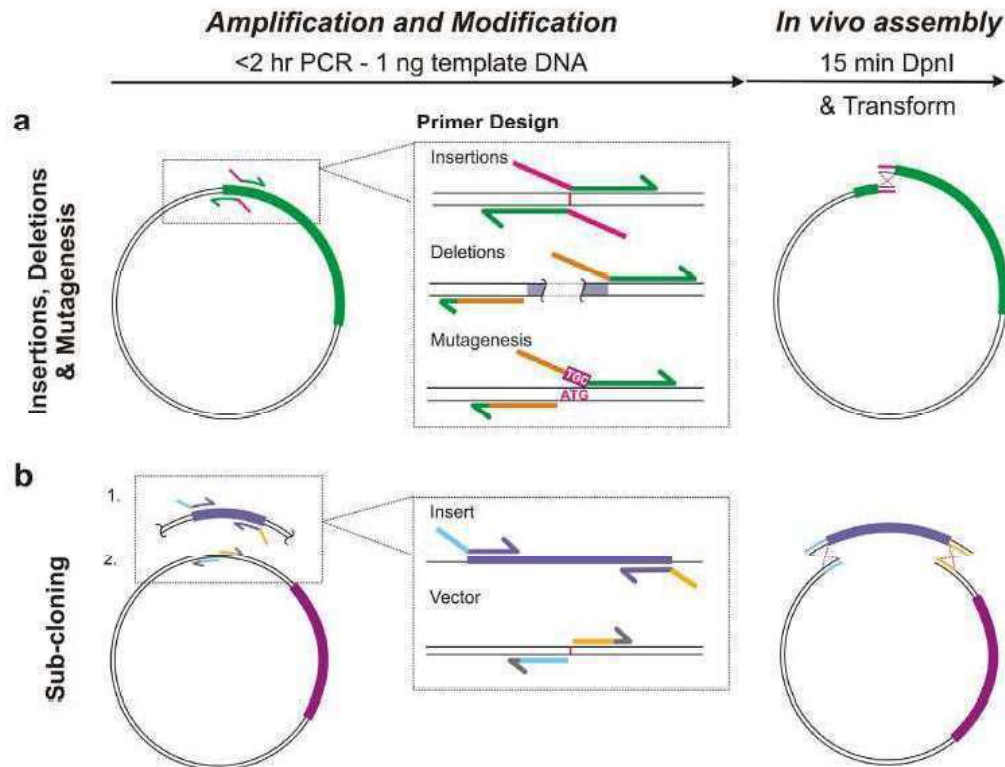 Amplification and Modification
In vivo assembly
<2 hr PCR - 1 ng template DNA
15 min DpnI
& Transform
a
Primer Design
Insertions, Deletions
& Mutagenesis
Insertions
Deletions
Mutagenesis
TGC
ATG
b
Sub-cloning
1.
2.
Insert
Vector